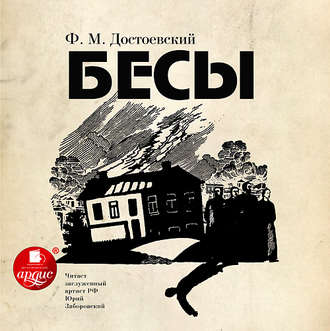 Ф. М. Достоевский
БЕСЫ
ардис
Читает
заслуженный
артист РФ
Юрий
Заборовский